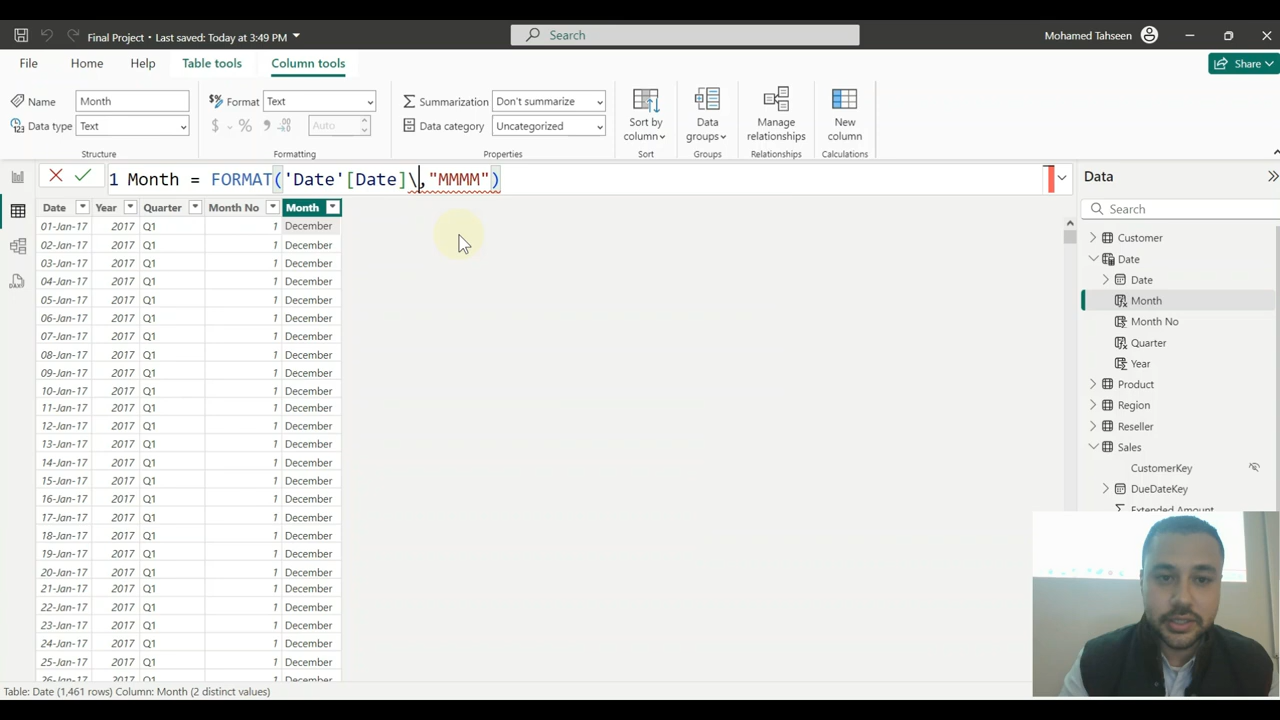 Final Project • Last saved: Today at 3:49 PM
Search
Mohamed Tahseen
File
Home
Help
Table tools
Column tools
Share
Name
Month
Data type
Text
Structure
Format
Text
$
%
Auto
Formatting
Summarization
Don't summarize
Data category
Uncategorized
Properties
Sort by
column
Sort
Data
groups
Groups
Manage
relationships
Relationships
New
column
Calculations
1 Month = FORMAT('Date'[Date]\,"MMMM")
Date Year Quarter Month No Month
01-Jan-17 2017 Q1 1 December
02-Jan-17 2017 Q1 1 December
03-Jan-17 2017 Q1 1 December
04-Jan-17 2017 Q1 1 December
05-Jan-17 2017 Q1 1 December
06-Jan-17 2017 Q1 1 December
07-Jan-17 2017 Q1 1 December
08-Jan-17 2017 Q1 1 December
09-Jan-17 2017 Q1 1 December
10-Jan-17 2017 Q1 1 December
11-Jan-17 2017 Q1 1 December
12-Jan-17 2017 Q1 1 December
13-Jan-17 2017 Q1 1 December
14-Jan-17 2017 Q1 1 December
15-Jan-17 2017 Q1 1 December
16-Jan-17 2017 Q1 1 December
17-Jan-17 2017 Q1 1 December
18-Jan-17 2017 Q1 1 December
19-Jan-17 2017 Q1 1 December
20-Jan-17 2017 Q1 1 December
21-Jan-17 2017 Q1 1 December
22-Jan-17 2017 Q1 1 December
23-Jan-17 2017 Q1 1 December
24-Jan-17 2017 Q1 1 December
25-Jan-17 2017 Q1 1 December
26-Jan-17 2017 Q1 1 December
Table: Date (1,461 rows) Column: Month (2 distinct values)
Data
Search
Customer
Date
Date
Month
Month No
Quarter
Year
Product
Region
Reseller
Sales
CustomerKey
DueDateKey
Extended Amount